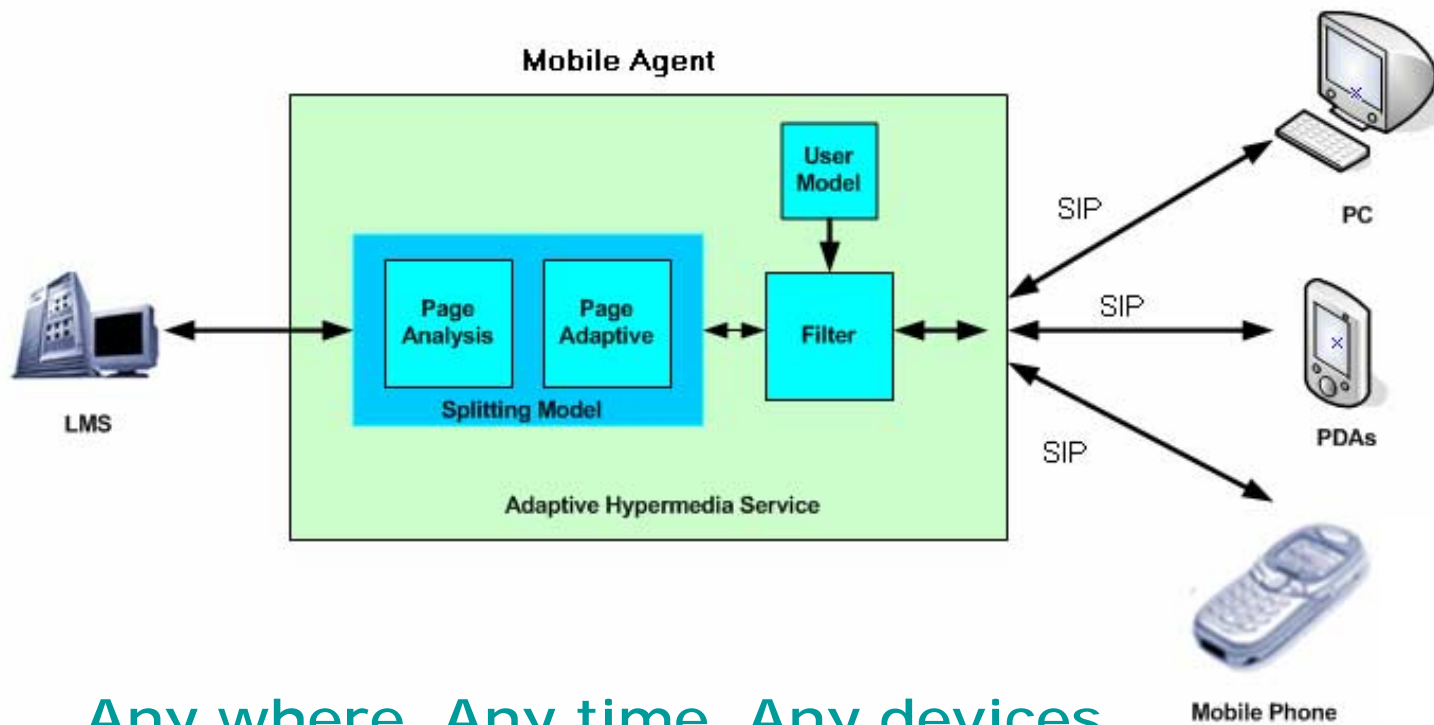 Mobile Agent
User
Model
SIP
PC
Page
Analysis
Page
Adaptive
Filter
SIP
Splitting Model
LMS
PDAs
SIP
Adaptive Hypermedia Service
Mobile Phone
Any where, Any time, Any devices